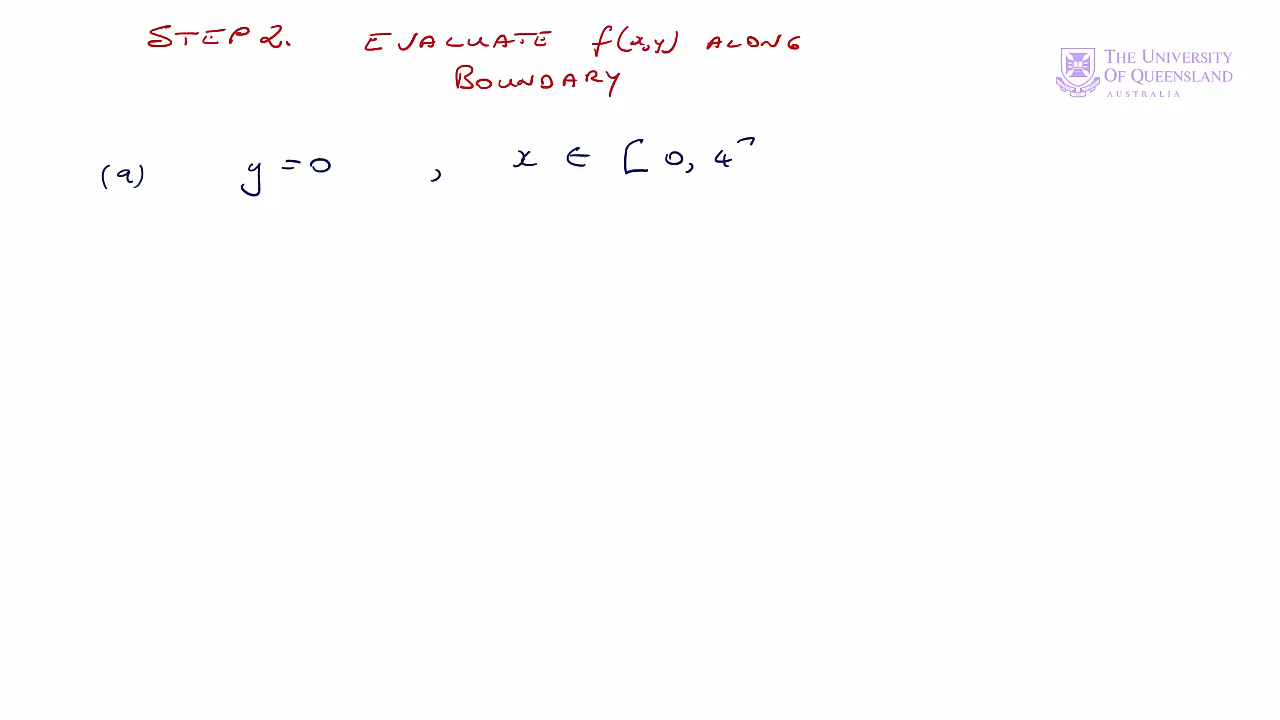 STEP 2. EVALUATE f(x,y) ALONG
BOUNDARY
THE UNIVERSITY
OF QUEENSLAND
AUSTRALIA
(a) y = 0 , x ∈ [0, 4